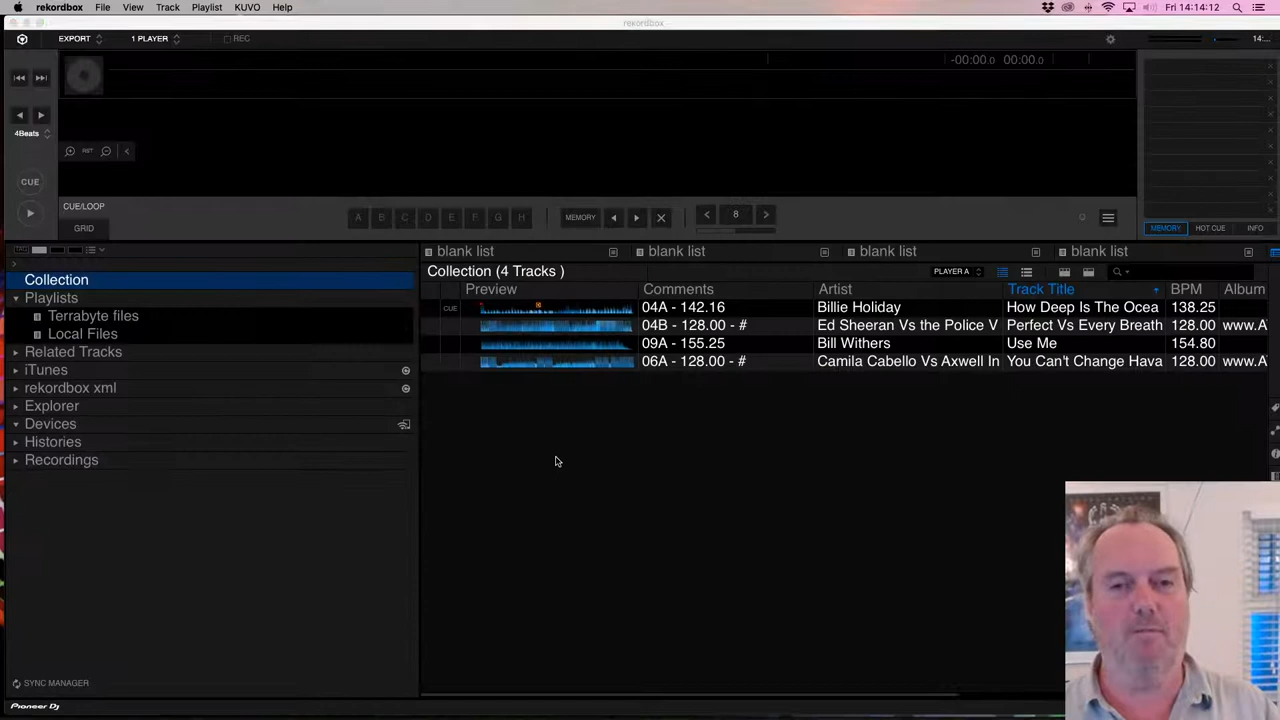 rekordbox File View Track Playlist KUVO Help Fri 14:14:12
rekordbox
EXPORT 1 PLAYER REC 14:...
-00:00.0 00:00.0
4Beats
RST
CUE
CUE/LOOP
GRID
A B C D E F G H MEMORY 8
MEMORY HOT CUE INFO
blank list blank list blank list blank list
Collection (4 Tracks ) PLAYER A
Preview Comments Artist Track Title BPM Album
CUE 04A - 142.16 Billie Holiday How Deep Is The Ocea 138.25
04B - 128.00 - # Ed Sheeran Vs the Police V Perfect Vs Every Breath 128.00 www.A
09A - 155.25 Bill Withers Use Me 154.80
06A - 128.00 - # Camila Cabello Vs Axwell In You Can't Change Hava 128.00 www.A
Collection
Playlists
Terrabyte files
Local Files
Related Tracks
iTunes
rekordbox xml
Explorer
Devices
Histories
Recordings
SYNC MANAGER
Pioneer Dj